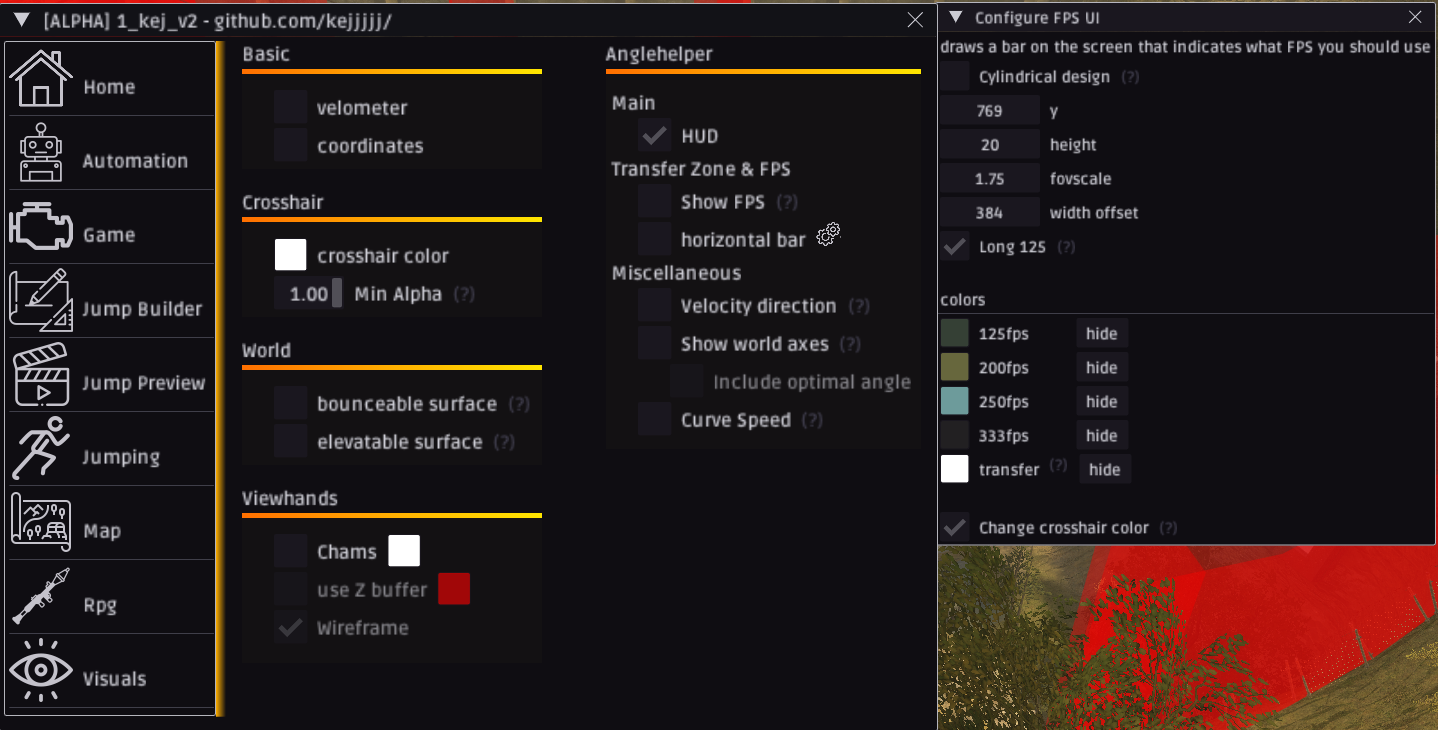 [ALPHA] 1_kej_v2 - github.com/kejjjjj/
Home
Automation
Game
Jump Builder
Jump Preview
Jumping
Map
Rpg
Visuals
Basic
velometer
coordinates
Crosshair
crosshair color
1.00 Min Alpha (?)
World
bounceable surface (?)
elevatable surface (?)
Viewhands
Chams
use Z buffer
Wireframe
Anglehelper
Main
HUD
Transfer Zone & FPS
Show FPS (?)
horizontal bar
Miscellaneous
Velocity direction (?)
Show world axes (?)
Include optimal angle
Curve Speed (?)
Configure FPS UI
draws a bar on the screen that indicates what FPS you should use
Cylindrical design (?)
769 y
20 height
1.75 fovscale
384 width offset
Long 125 (?)
colors
125fps hide
200fps hide
250fps hide
333fps hide
transfer (?) hide
Change crosshair color (?)